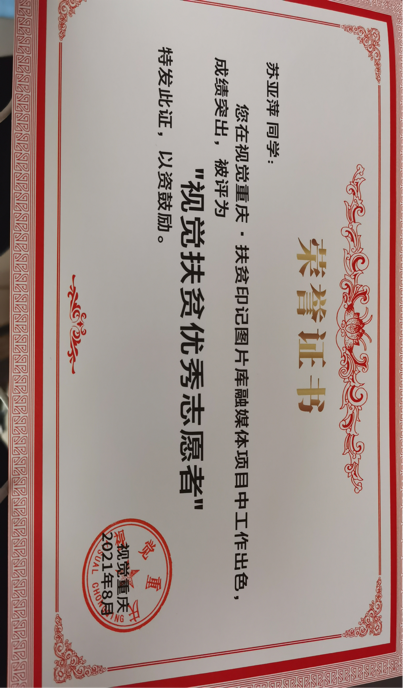 荣誉证书
苏亚萍 同学：
您在视觉重庆·扶贫印记图片库融媒体项目中工作出色，
成绩突出，被评为
"视觉扶贫优秀志愿者"
特发此证，以资鼓励。
视觉重庆
2021年8月